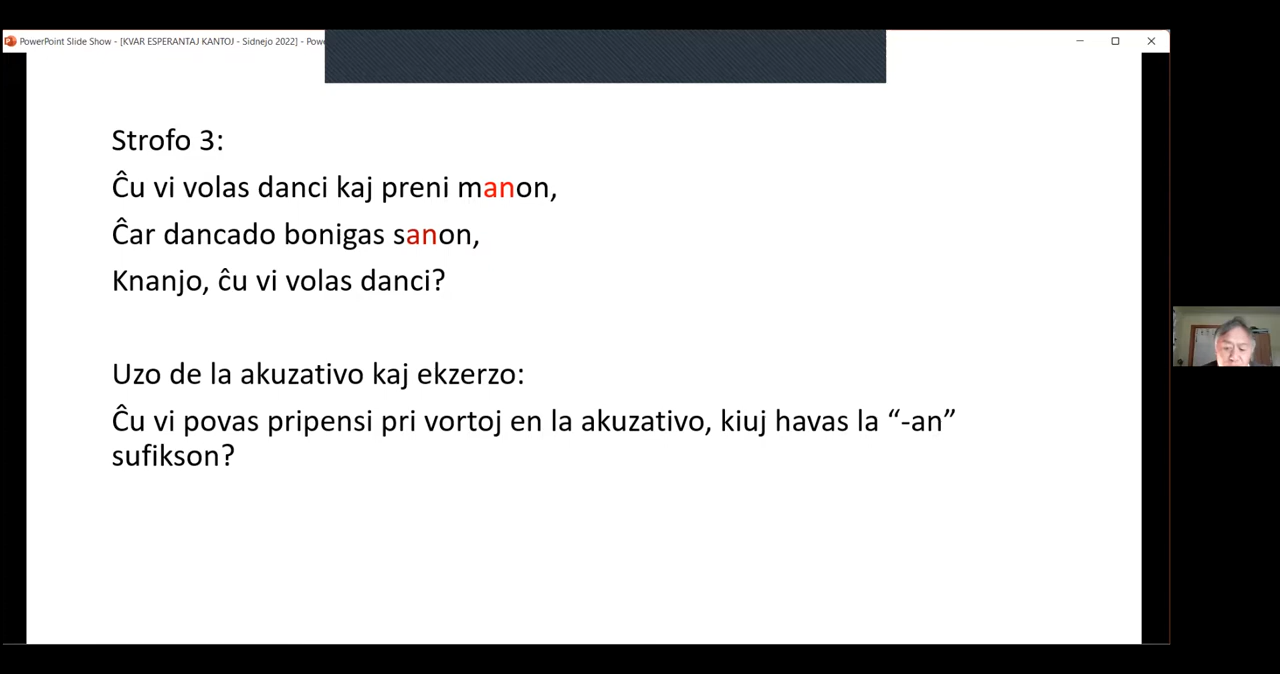 PowerPoint Slide Show - [KVAR ESPERANTAJ KANTOJ - Sidnejo 2022] - Powe
Strofo 3:
Ĉu vi volas danci kaj preni manon,
Ĉar dancado bonigas sanon,
Knanjo, ĉu vi volas danci?
Uzo de la akuzativo kaj ekzerzo:
Ĉu vi povas pripensi pri vortoj en la akuzativo, kiuj havas la “-an”
sufikson?